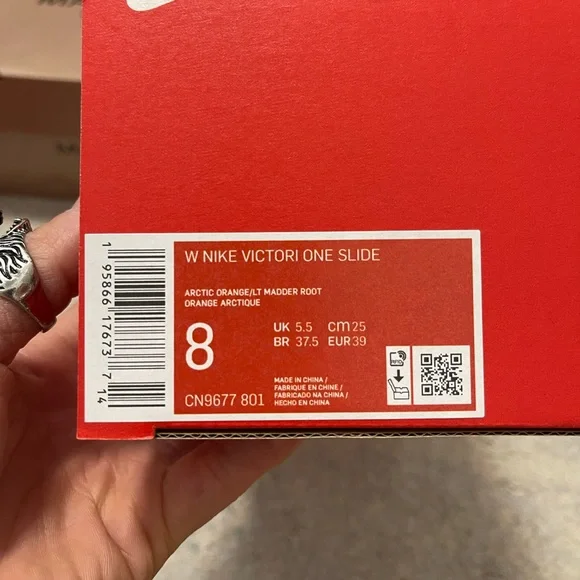 W NIKE VICTORI ONE SLIDE
ARCTIC ORANGE/LT MADDER ROOT
ORANGE ARCTIQUE
8
UK 5.5 cm 25
BR 37.5 EUR 39
CN9677 801
MADE IN CHINA /
FABRIQUE EN CHINE /
FABRICADO NA CHINA /
HECHO EN CHINA
RFID
1 95866 17673 7 14